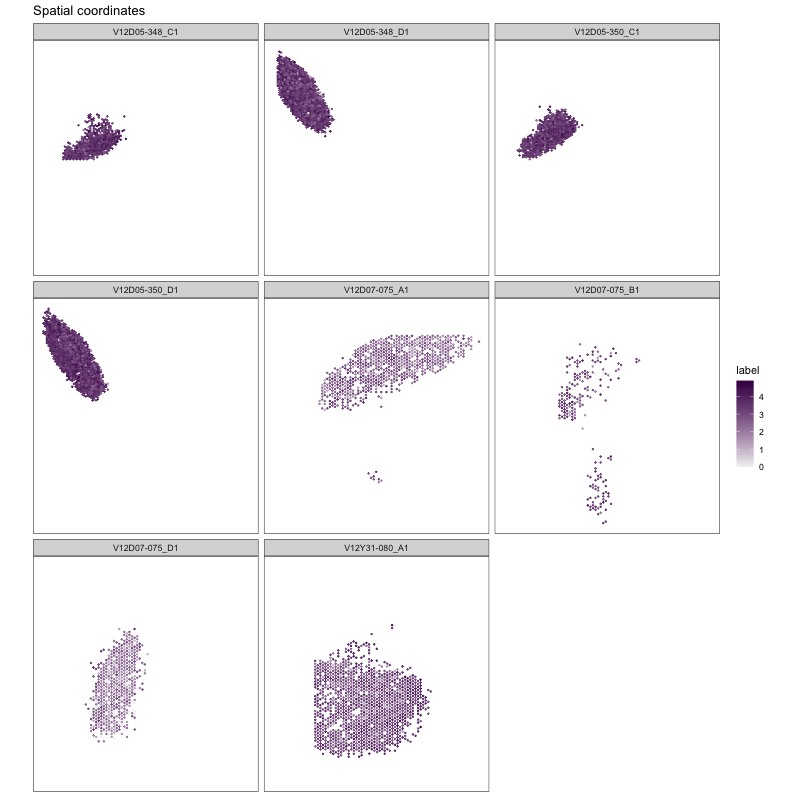 Spatial coordinates
V12D05-348_C1
V12D05-348_D1
V12D05-350_C1
V12D05-350_D1
V12D07-075_A1
V12D07-075_B1
label
4
3
2
1
0
V12D07-075_D1
V12Y31-080_A1